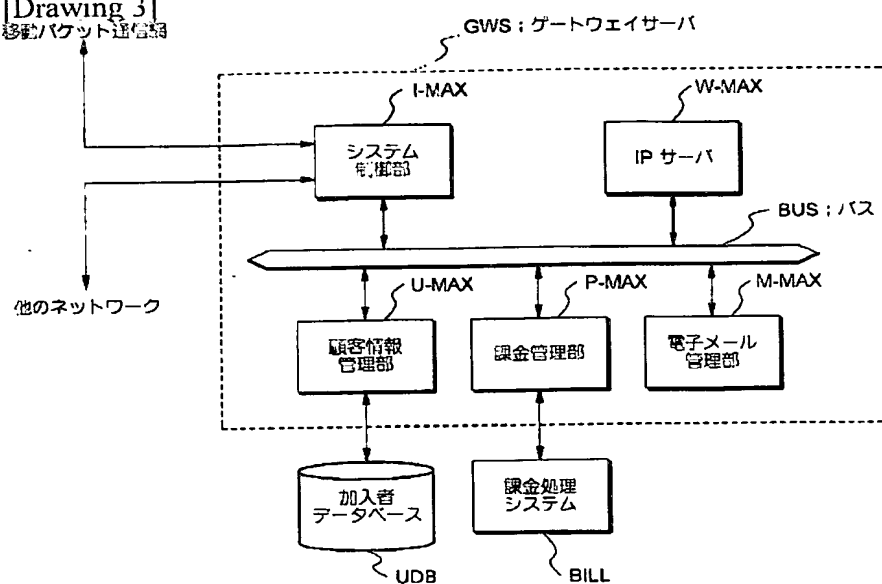 [Drawing 3]
移動パケット通信網
GWS；ゲートウェイサーバ
I-MAX
W-MAX
システム
制御部
IP サーバ
BUS；バス
U-MAX
P-MAX
M-MAX
他のネットワーク
顧客情報
管理部
課金管理部
電子メール
管理部
加入者
データベース
課金処理
システム
UDB
BILL